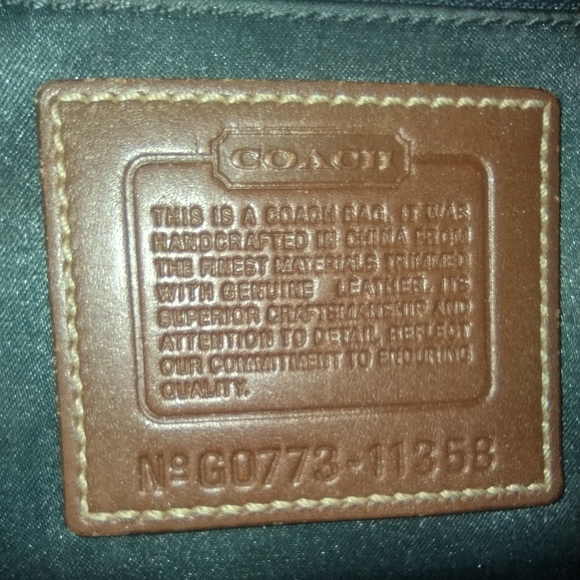 COACH
THIS IS A COACH BAG. IT WAS
HANDCRAFTED IN CHINA FROM
THE FINEST MATERIALS TRIMMED
WITH GENUINE LEATHER. ITS
SUPERIOR CRAFTSMANSHIP AND
ATTENTION TO DETAIL, REFLECT
OUR COMMITMENT TO ENDURING
QUALITY.
Nº G0773-11358